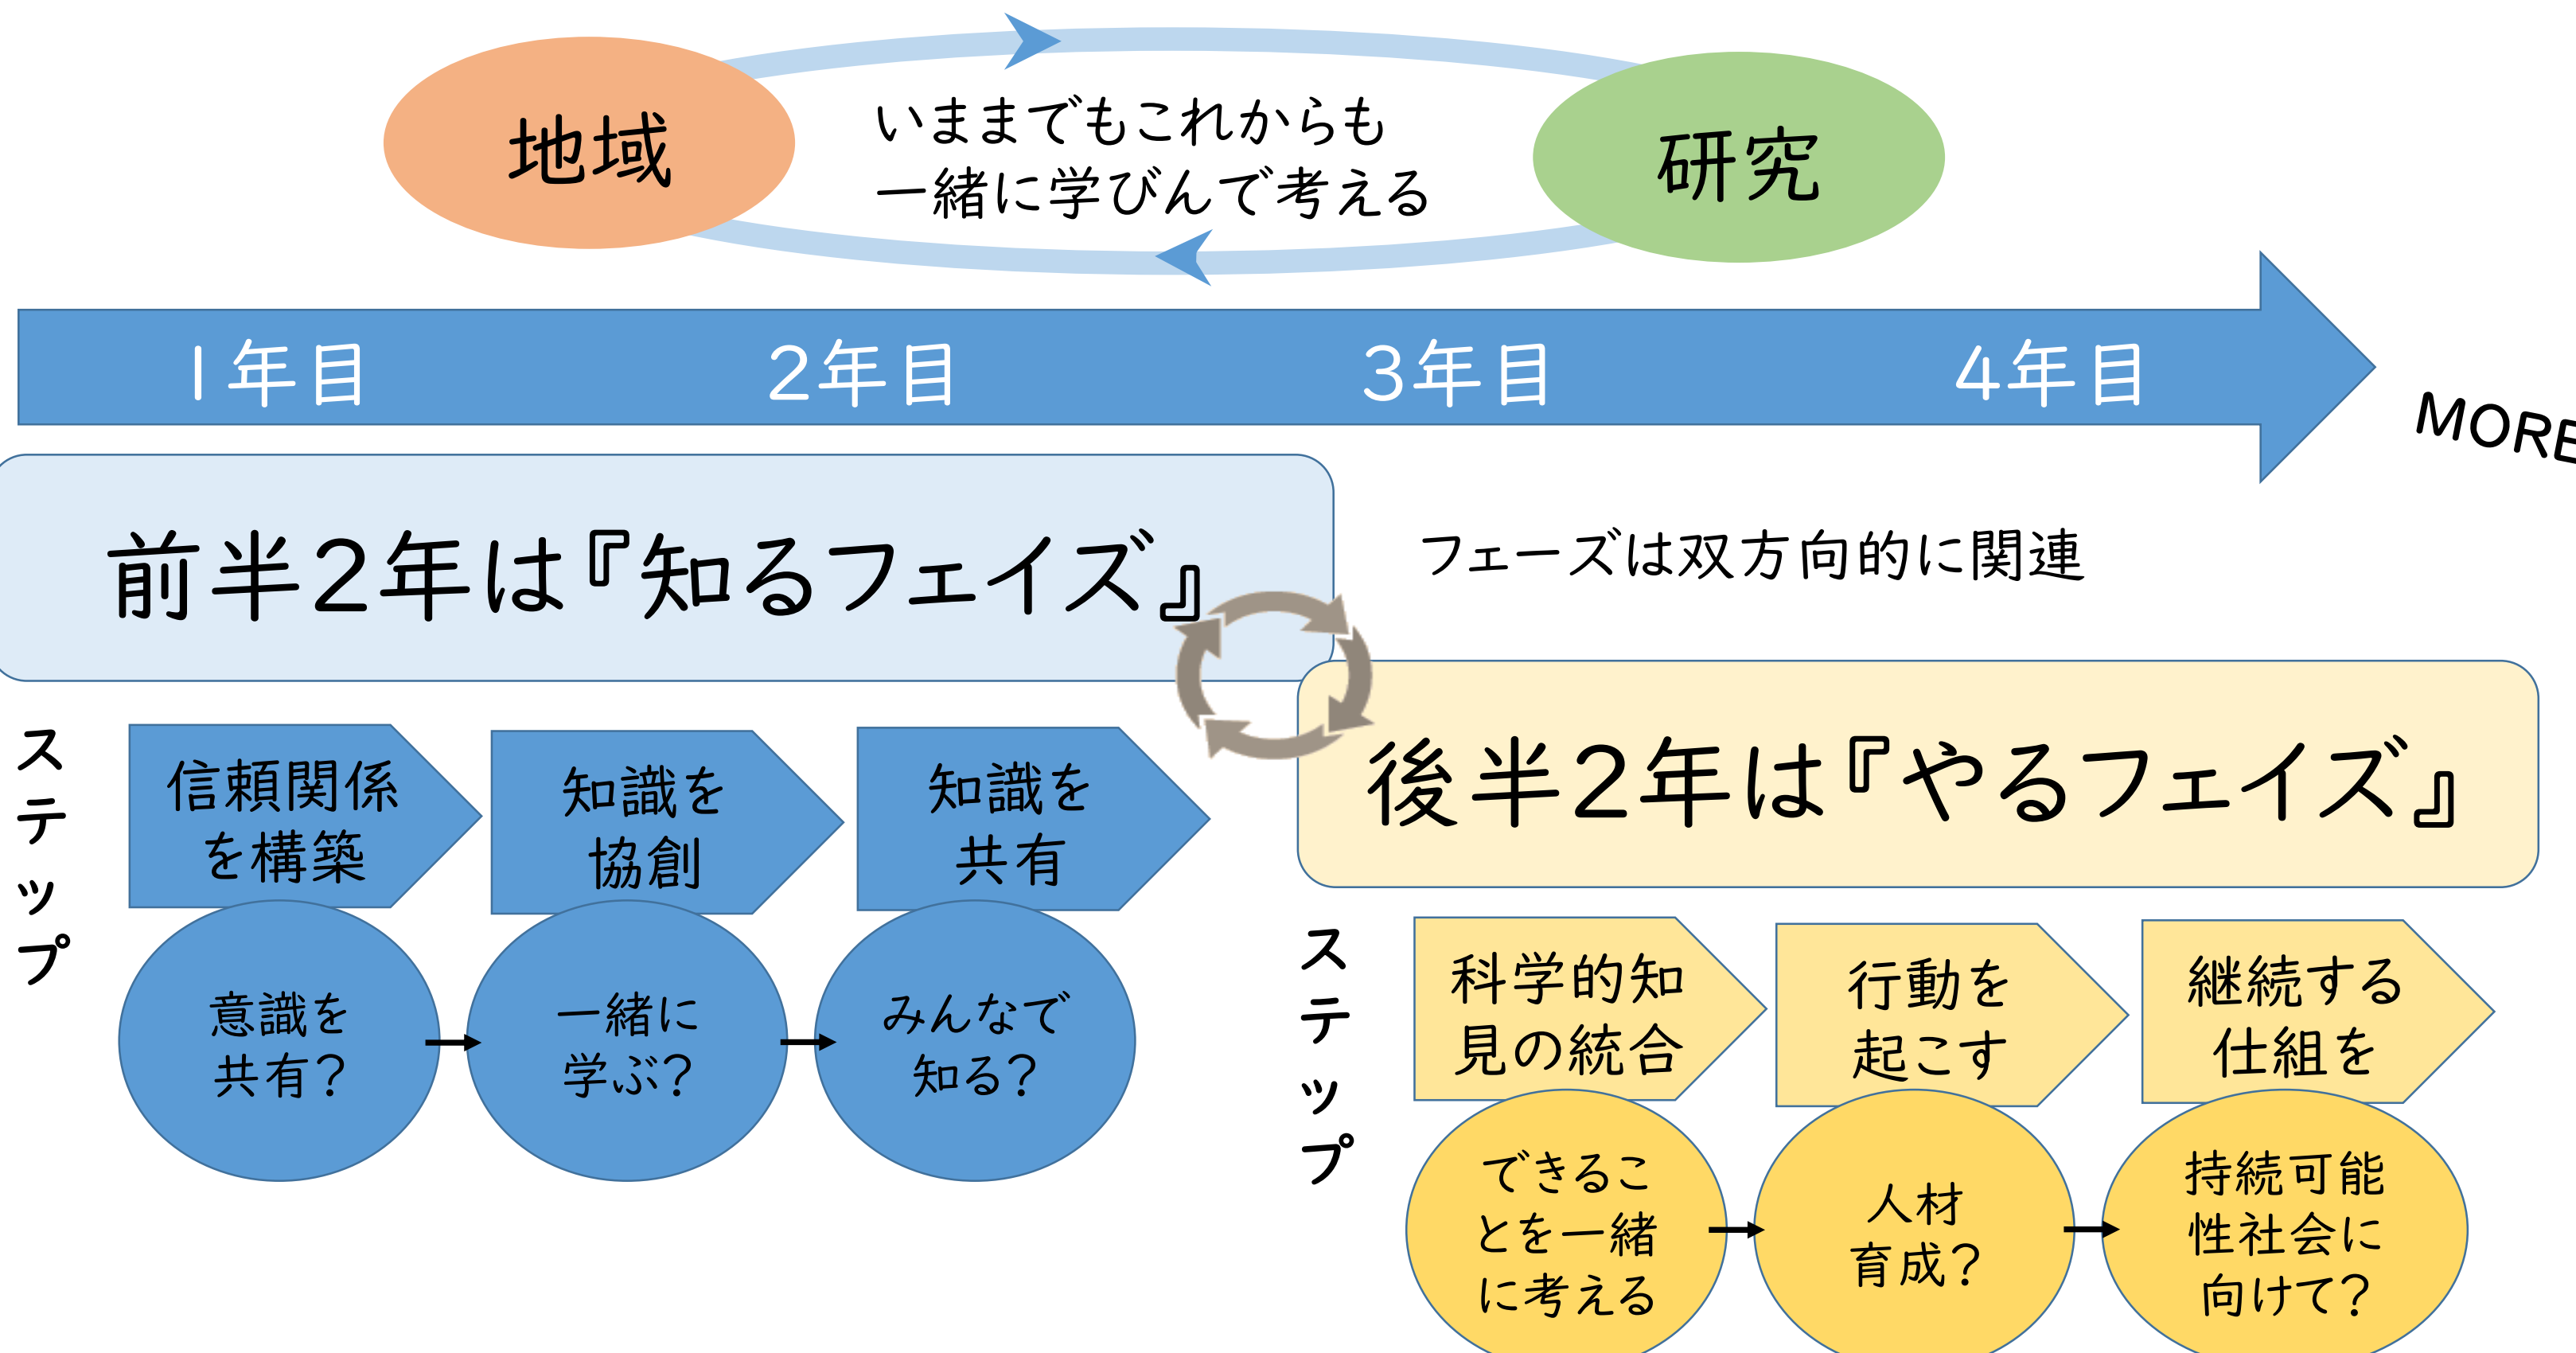 地域
いままでもこれからも
一緒に学びんで考える
研究
1年目
2年目
3年目
4年目
MORE
前半2年は『知るフェイズ』
フェーズは双方向的に関連
後半2年は『やるフェイズ』
ステップ
信頼関係
を構築
知識を
協創
知識を
共有
意識を
共有?
一緒に
学ぶ?
みんなで
知る?
ステップ
科学的知
見の統合
行動を
起こす
継続する
仕組を
できるこ
とを一緒
に考える
人材
育成?
持続可能
性社会に
向けて?